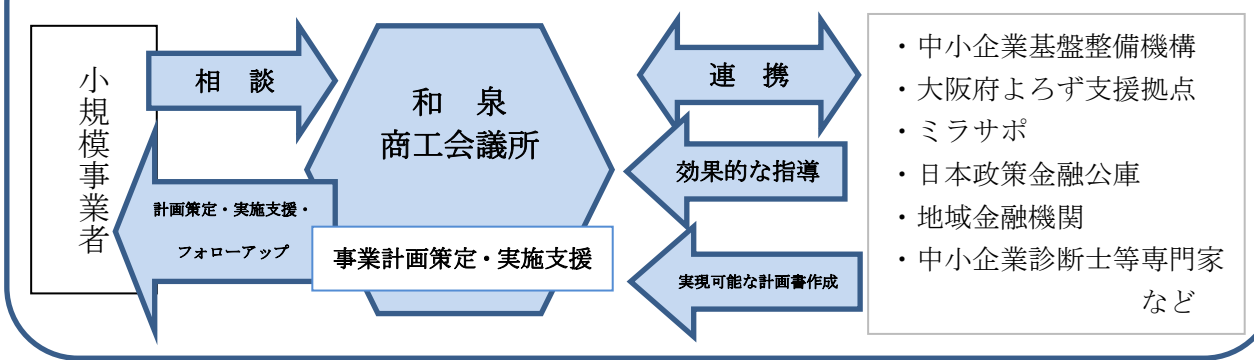 小規模事業者
相　談
計画策定・実施支援・
フォローアップ
和　泉
商工会議所
事業計画策定・実施支援
連　携
効果的な指導
実現可能な計画書作成
・中小企業基盤整備機構
・大阪府よろず支援拠点
・ミラサポ
・日本政策金融公庫
・地域金融機関
・中小企業診断士等専門家
など